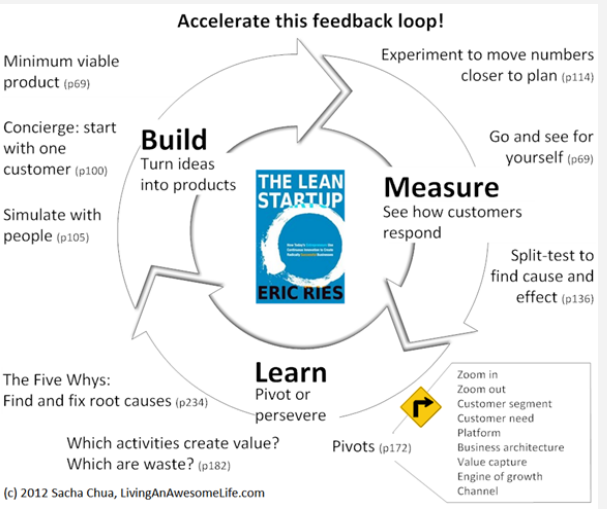 Accelerate this feedback loop!
Minimum viable
product (p69)
Concierge: start
with one
customer (p100)
Simulate with
people (p105)
Build
Turn ideas
into products
THE LEAN
STARTUP
ERIC RIES
Experiment to move numbers
closer to plan (p114)
Go and see for
yourself (p69)
Measure
See how customers
respond
Split-test to
find cause and
effect (p136)
Learn
Pivot or
persevere
The Five Whys:
Find and fix root causes (p234)
Which activities create value?
Which are waste? (p182)
Pivots (p172)
Zoom in
Zoom out
Customer segment
Customer need
Platform
Business architecture
Value capture
Engine of growth
Channel
(c) 2012 Sacha Chua, LivingAnAwesomeLife.com